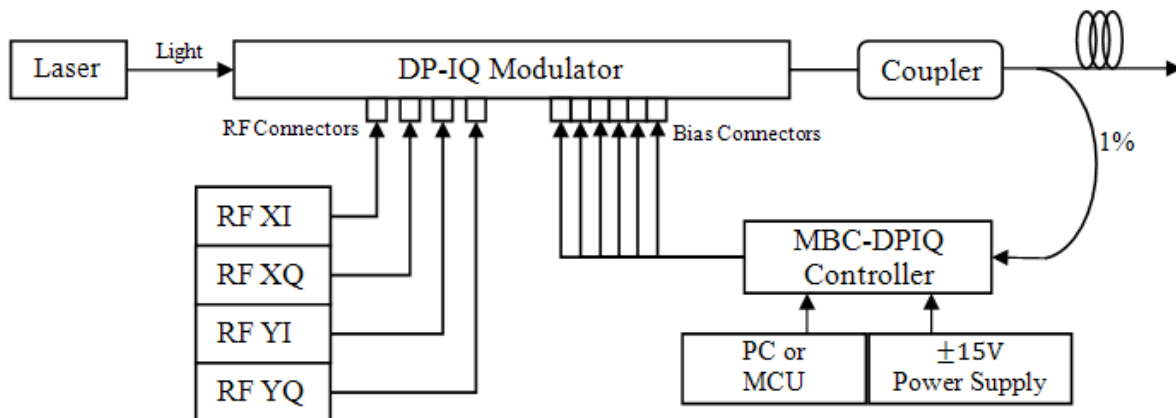 Laser
Light
DP-IQ Modulator
Coupler
RF Connectors
Bias Connectors
1%
RF XI
RF XQ
RF YI
RF YQ
MBC-DPIQ
Controller
PC or
MCU
±15V
Power Supply